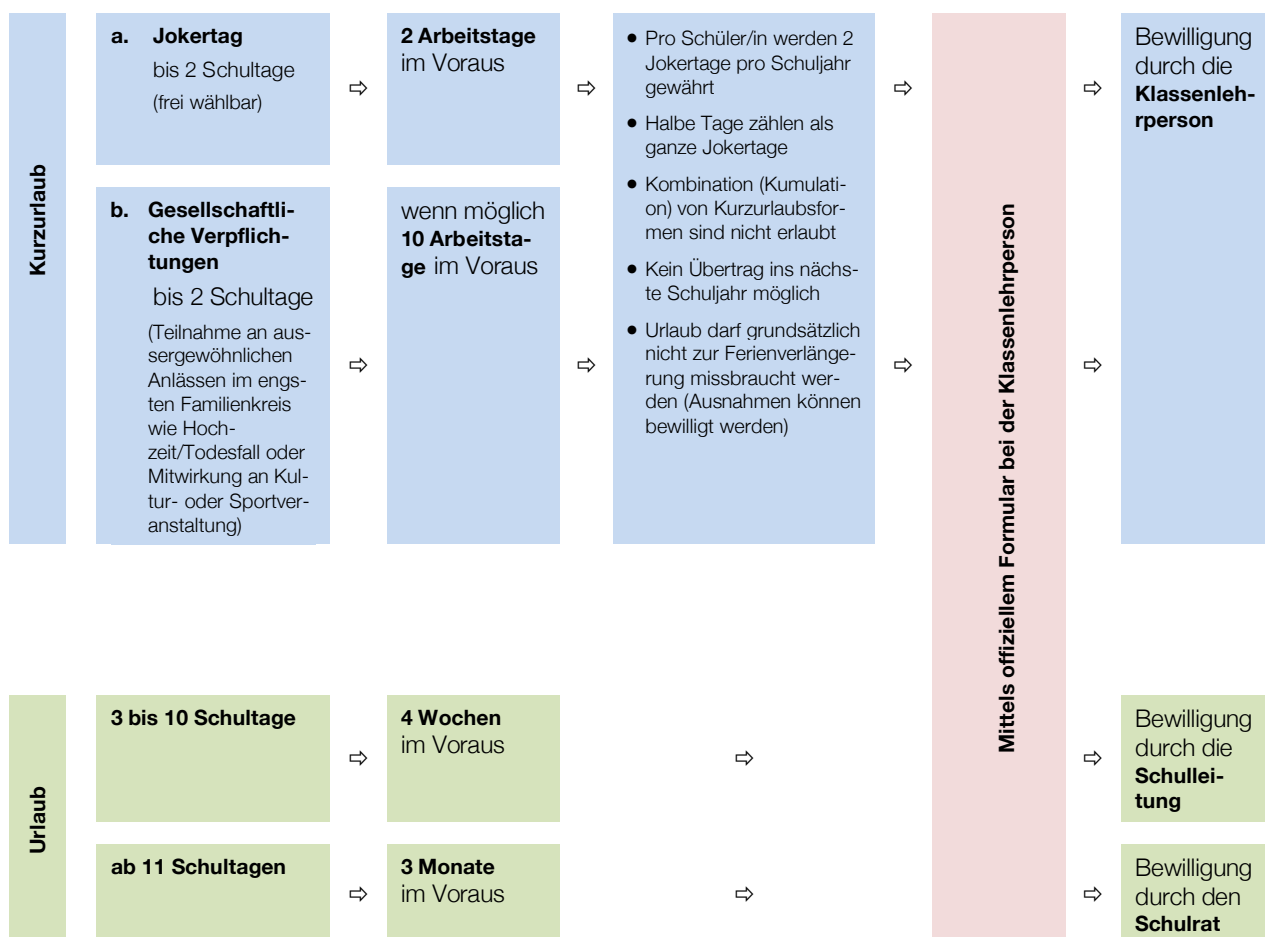 Kurzurlaub
a. Jokertag
bis 2 Schultage
(frei wählbar)
⇨
2 Arbeitstage
im Voraus
⇨
b. Gesellschaftli-
che Verpflich-
tungen
bis 2 Schultage
(Teilnahme an aus-
sergewöhnlichen
Anlässen im engs-
ten Familienkreis
wie Hoch-
zeit/Todesfall oder
Mitwirkung an Kul-
tur- oder Sportver-
anstaltung)
⇨
wenn möglich
10 Arbeitsta-
ge im Voraus
⇨
● Pro Schüler/in werden 2
Jokertage pro Schuljahr
gewährt
● Halbe Tage zählen als
ganze Jokertage
● Kombination (Kumulati-
on) von Kurzurlaubsfor-
men sind nicht erlaubt
● Kein Übertrag ins nächs-
te Schuljahr möglich
● Urlaub darf grundsätzlich
nicht zur Ferienverlänge-
rung missbraucht wer-
den (Ausnahmen können
bewilligt werden)
⇨
⇨
Mittels offiziellem Formular bei der Klassenlehrperson
⇨
⇨
Bewilligung
durch die
Klassenleh-
rperson
Urlaub
3 bis 10 Schultage
⇨
4 Wochen
im Voraus
⇨
⇨
Bewilligung
durch die
Schullei-
tung
ab 11 Schultagen
⇨
3 Monate
im Voraus
⇨
⇨
Bewilligung
durch den
Schulrat